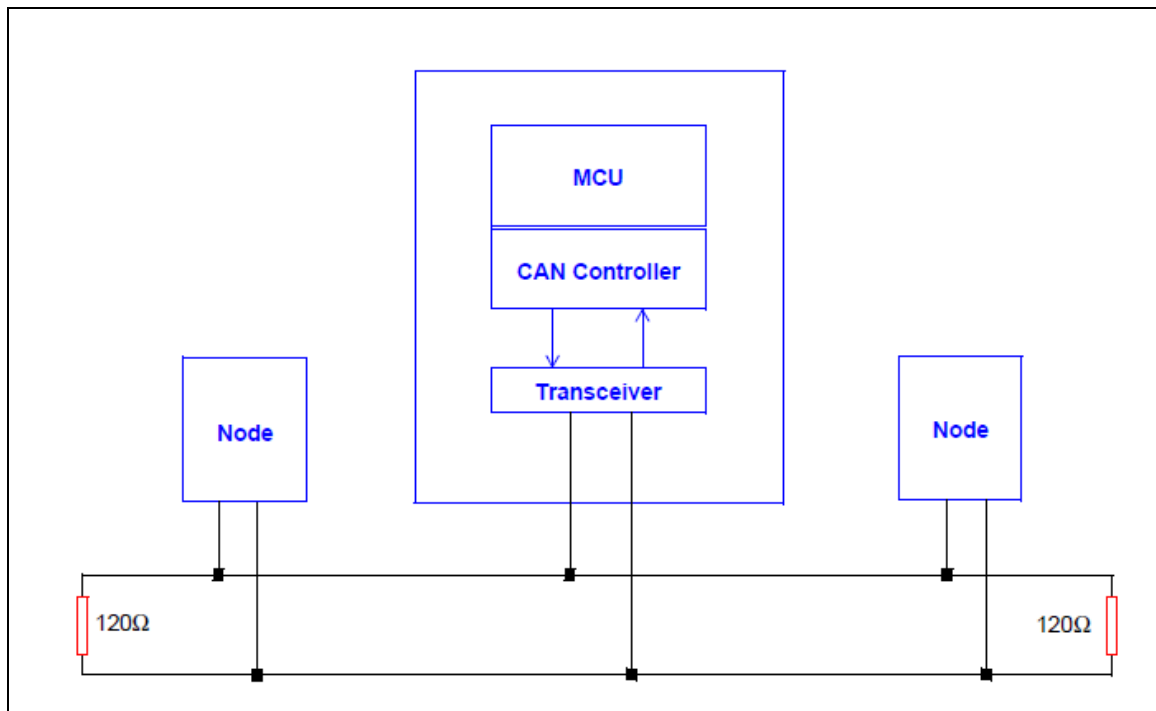 MCU
CAN Controller
Transceiver
Node
Node
120Ω
120Ω